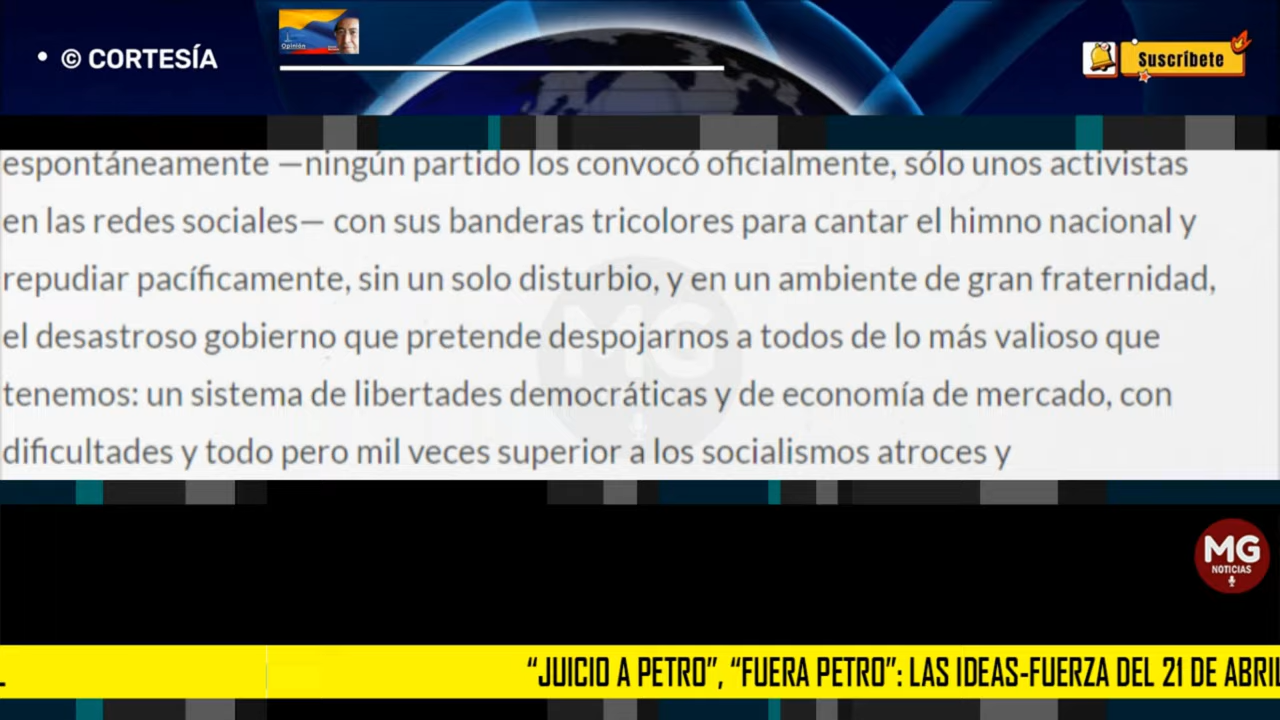 • © CORTESÍA
Opinión
Suscríbete
espontáneamente —ningún partido los convocó oficialmente, sólo unos activistas
en las redes sociales— con sus banderas tricolores para cantar el himno nacional y
repudiar pacíficamente, sin un solo disturbio, y en un ambiente de gran fraternidad,
el desastroso gobierno que pretende despojarnos a todos de lo más valioso que
tenemos: un sistema de libertades democráticas y de economía de mercado, con
dificultades y todo pero mil veces superior a los socialismos atroces y
MG
MG
NOTICIAS
“JUICIO A PETRO”, “FUERA PETRO”: LAS IDEAS-FUERZA DEL 21 DE ABRIL